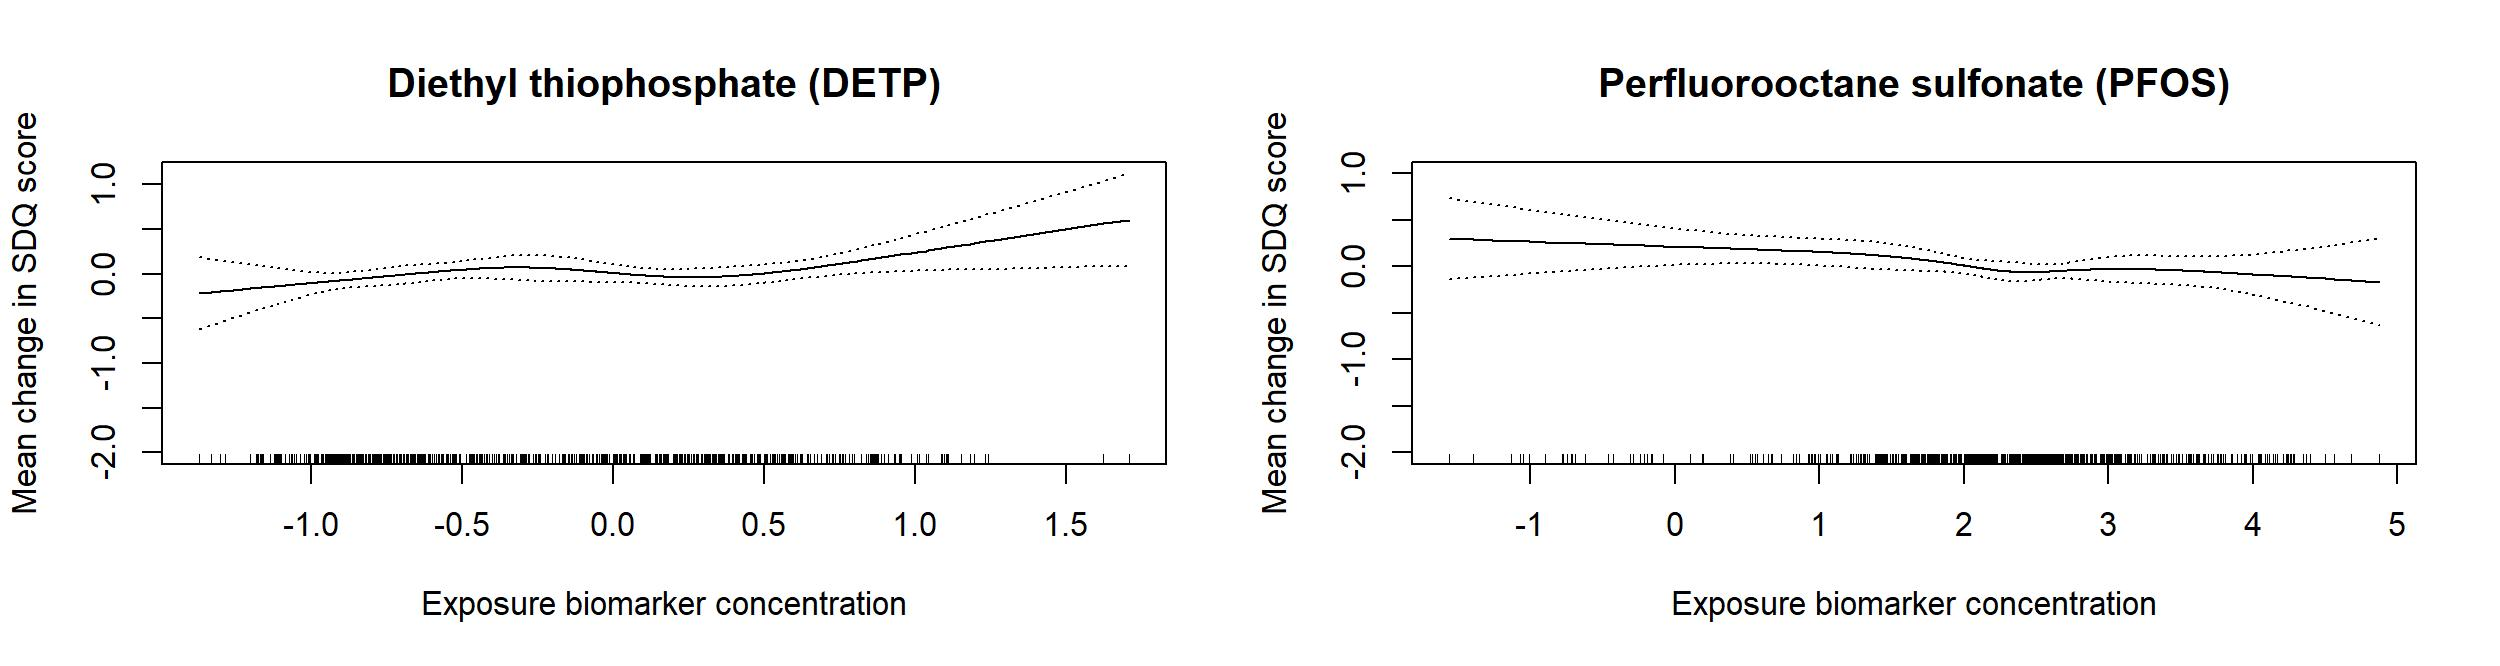 Diethyl thiophosphate (DETP)
Mean change in SDQ score
1.0
0.0
-1.0
-2.0
-1.0 -0.5 0.0 0.5 1.0 1.5
Exposure biomarker concentration
Perfluorooctane sulfonate (PFOS)
Mean change in SDQ score
1.0
0.0
-1.0
-2.0
-1 0 1 2 3 4 5
Exposure biomarker concentration